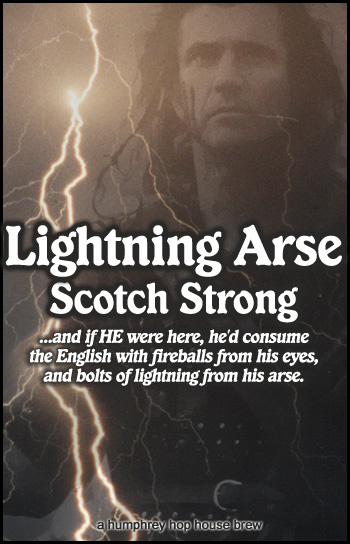 Lightning Arse
Scotch Strong
...and if HE were here, he'd consume
the English with fireballs from his eyes,
and bolts of lightning from his arse.
a humphrey hop house brew